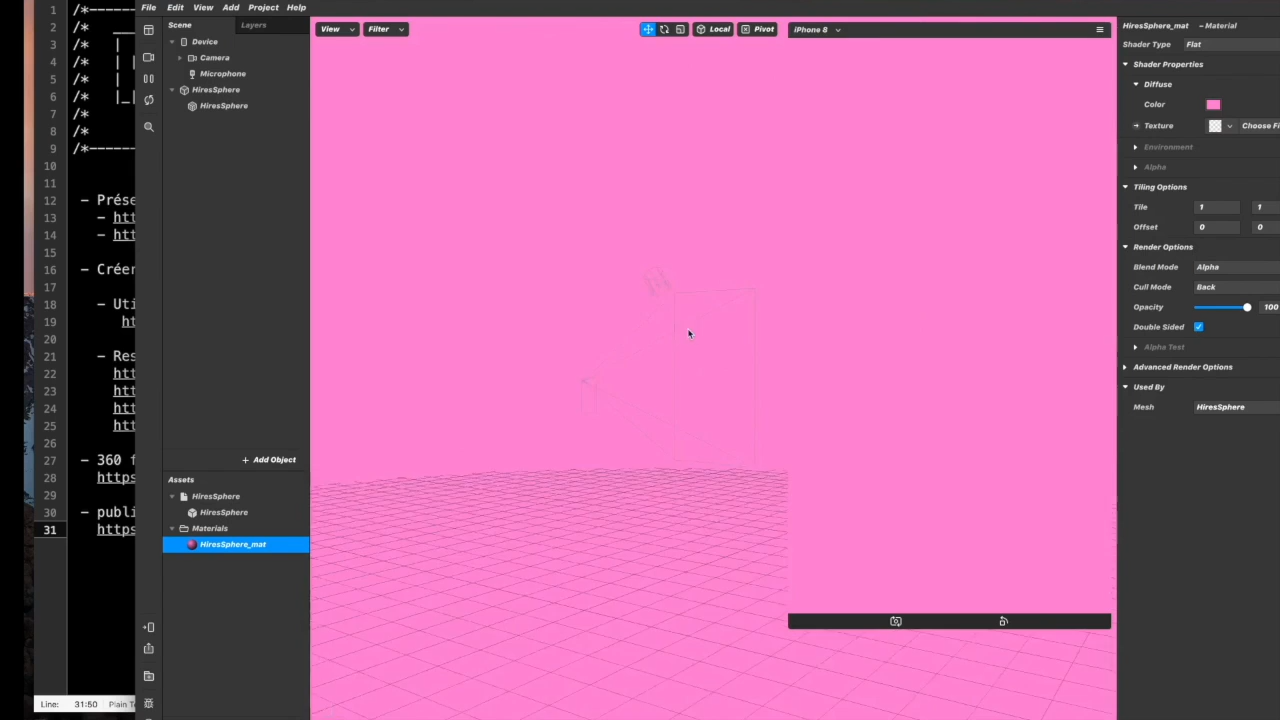 1 /*-----
2 /*
3 /* |
4 /* | |
5 /* |
6 /* |_|
7 /*
8 /*
9 /*-----
10
11
12 - Prése
13 - htt
14 - htt
15
16 - Créer
17
18 - Uti
19 ht
20
21 - Res
22 htt
23 htt
24 htt
25 htt
26
27 - 360 f
28 https
29
30 - publi
31 https
Line: 31:50 Plain T
File Edit View Add Project Help
Scene Layers
Device
Camera
Microphone
HiresSphere
HiresSphere
+ Add Object
Assets
HiresSphere
HiresSphere
Materials
HiresSphere_mat
View Filter Local Pivot
iPhone 8
HiresSphere_mat - Material
Shader Type Flat
Shader Properties
Diffuse
Color
Texture Choose Fi
Environment
Alpha
Tiling Options
Tile 1 1
Offset 0 0
Render Options
Blend Mode Alpha
Cull Mode Back
Opacity 100
Double Sided
Alpha Test
Advanced Render Options
Used By
Mesh HiresSphere